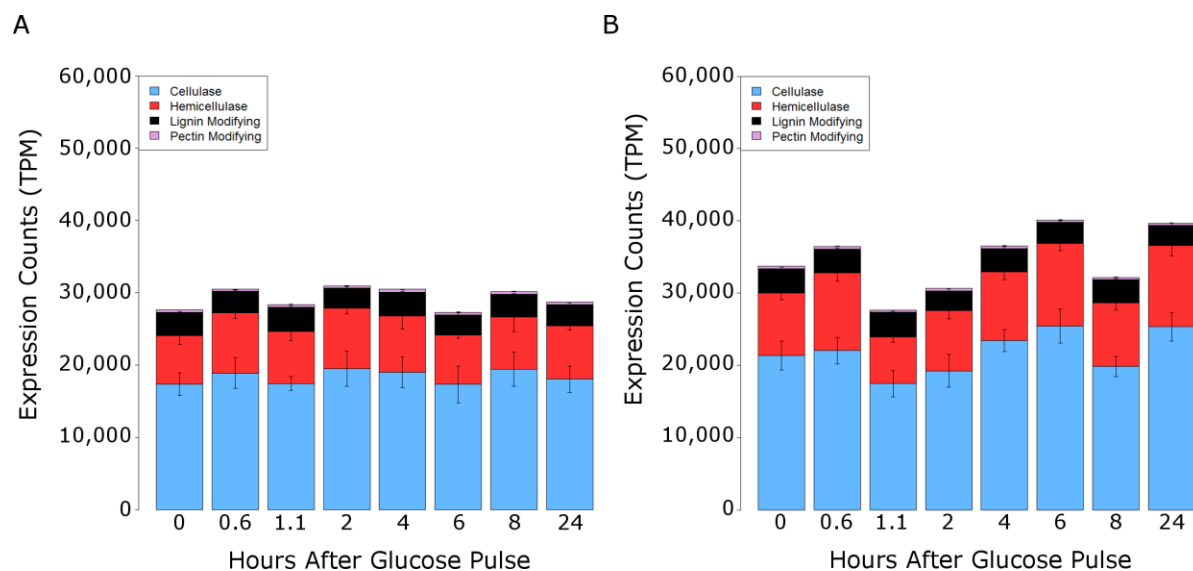 A
60,000
50,000
40,000
30,000
20,000
10,000
0
Expression Counts (TPM)
Cellulase
Hemicellulase
Lignin Modifying
Pectin Modifying
0 0.6 1.1 2 4 6 8 24
Hours After Glucose Pulse
B
60,000
50,000
40,000
30,000
20,000
10,000
0
Expression Counts (TPM)
Cellulase
Hemicellulase
Lignin Modifying
Pectin Modifying
0 0.6 1.1 2 4 6 8 24
Hours After Glucose Pulse